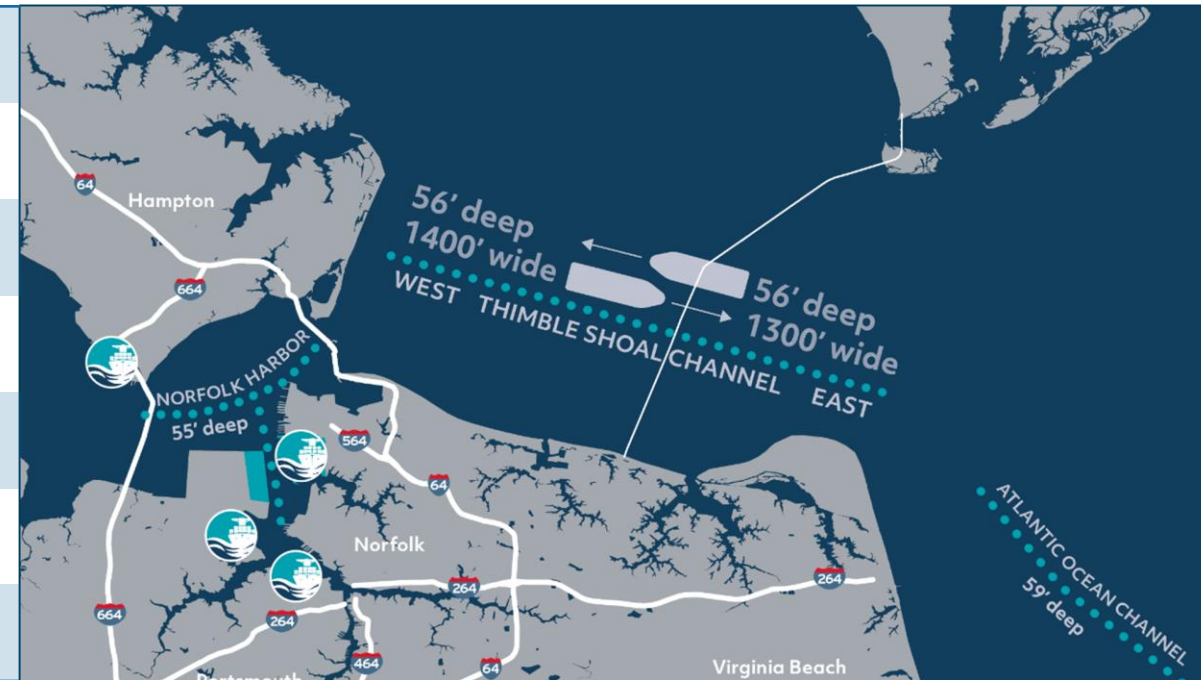 64
Hampton
664
56' deep
1400' wide
56' deep
1300' wide
WEST THIMBLE SHOAL CHANNEL EAST
NORFOLK HARBOR
55' deep
564
64
Norfolk
264
264
664
264
464
64
Portsmouth
Virginia Beach
ATLANTIC OCEAN CHANNEL
59' deep